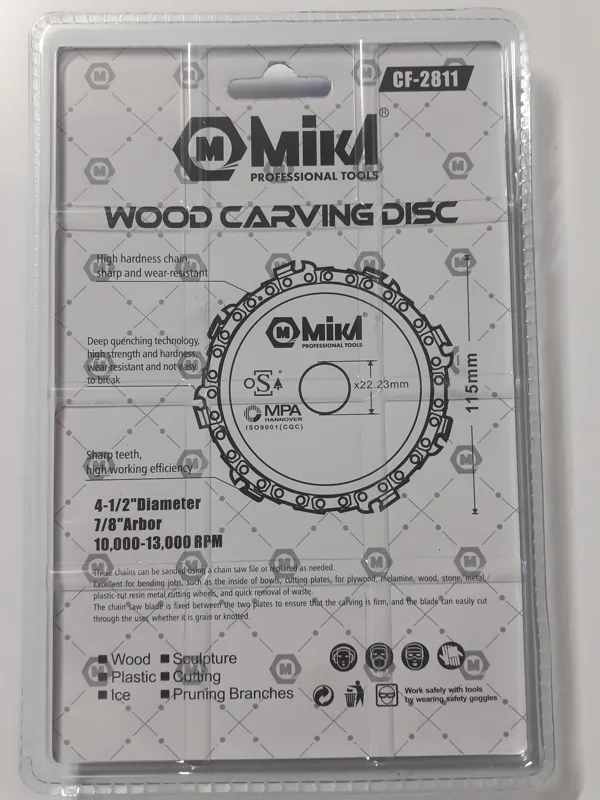 CF-2811
M Mikl®
PROFESSIONAL TOOLS
WOOD CARVING DISC
High hardness chain,
sharp and wear-resistant
Deep quenching technology,
high strength and hardness,
wear-resistant and not easy
to break
Sharp teeth,
high working efficiency
M Mikl
PROFESSIONAL TOOLS
oS
x22.23mm
MPA
HANNOVER
ISO9001(CQC)
115mm
4-1/2"Diameter
7/8"Arbor
10,000-13,000 RPM
These chains can be sanded using a chain saw file or replaced as needed.
Excellent for bending jobs, such as the inside of bowls, cutting plates, for plywood, melamine, wood, stone, metal,
plastic-cut resin metal cutting wheels, and quick removal of waste.
The chain saw blade is fixed between the two plates to ensure that the carving is firm, and the blade can easily cut
through the user, whether it is grain or knotted.
■ Wood ■ Sculpture
■ Plastic ■ Cutting
■ Ice ■ Pruning Branches
Work safely with tools
by wearing safety goggles